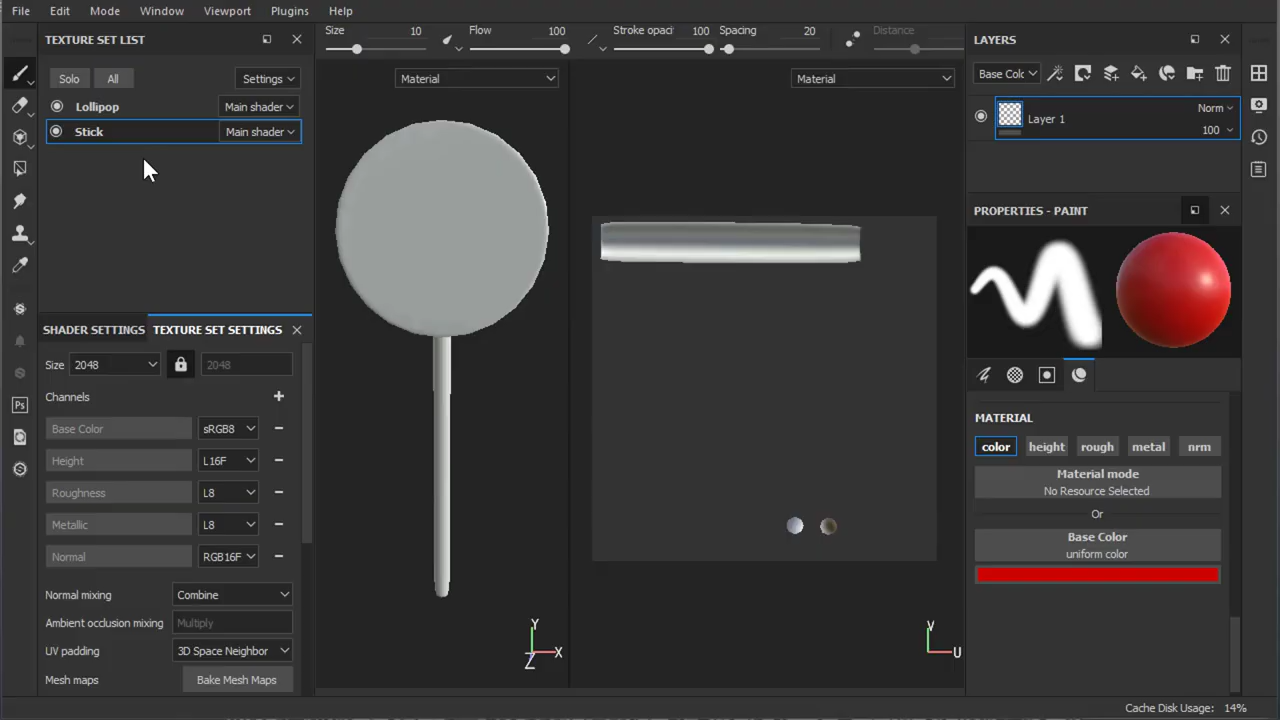 File Edit Mode Window Viewport Plugins Help
TEXTURE SET LIST
Solo All Settings
Lollipop Main shader
Stick Main shader
SHADER SETTINGS TEXTURE SET SETTINGS
Size 2048 2048
Channels
Base Color sRGB8
Height L16F
Roughness L8
Metallic L8
Normal RGB16F
Normal mixing Combine
Ambient occlusion mixing Multiply
UV padding 3D Space Neighbor
Mesh maps Bake Mesh Maps
Size 10 Flow 100 Stroke opaci 100 Spacing 20 Distance
Material Material
Y
X
Z
V
U
Ps
LAYERS
Base Colo
Layer 1 Norm
100
PROPERTIES - PAINT
MATERIAL
color height rough metal nrm
Material mode
No Resource Selected
Or
Base Color
uniform color
Cache Disk Usage: 14%